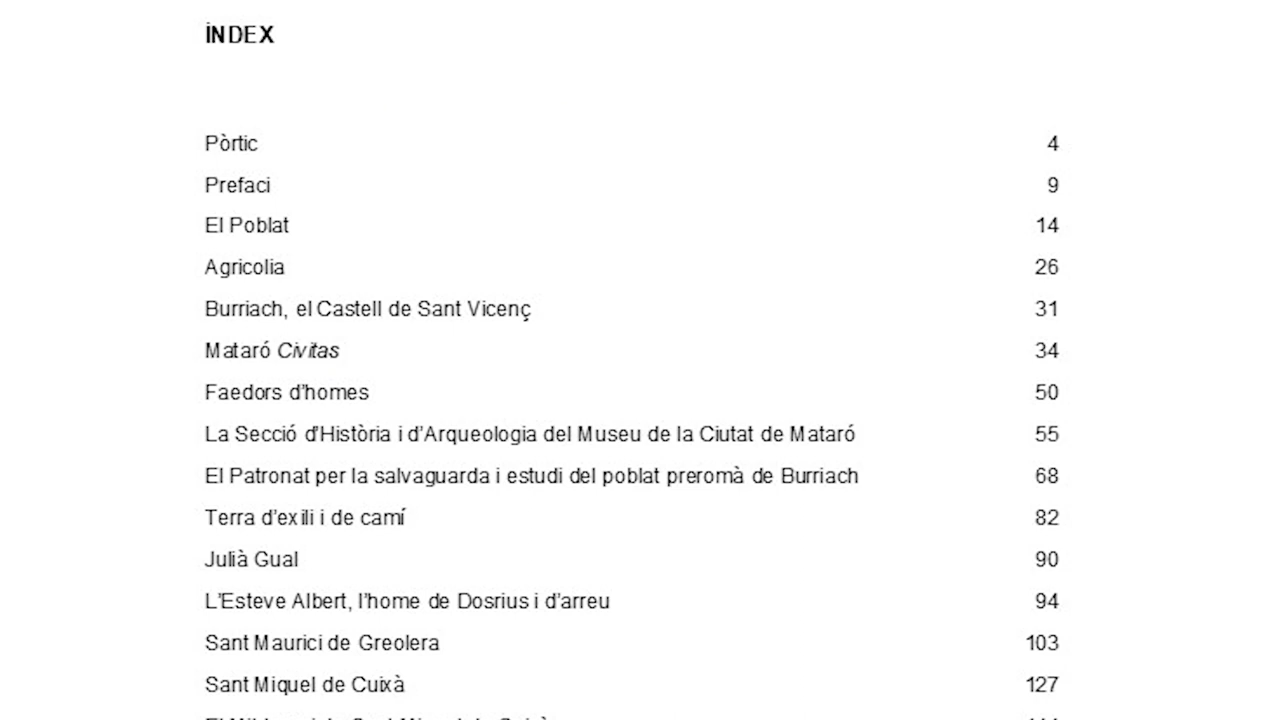 ÍNDEX
Pòrtic 4
Prefaci 9
El Poblat 14
Agricolia 26
Burriach, el Castell de Sant Vicenç 31
Mataró Civitas 34
Faedors d'homes 50
La Secció d'Història i d'Arqueologia del Museu de la Ciutat de Mataró 55
El Patronat per la salvaguarda i estudi del poblat preromà de Burriach 68
Terra d'exili i de camí 82
Julià Gual 90
L'Esteve Albert, l'home de Dosrius i d'arreu 94
Sant Maurici de Greolera 103
Sant Miquel de Cuixà 127